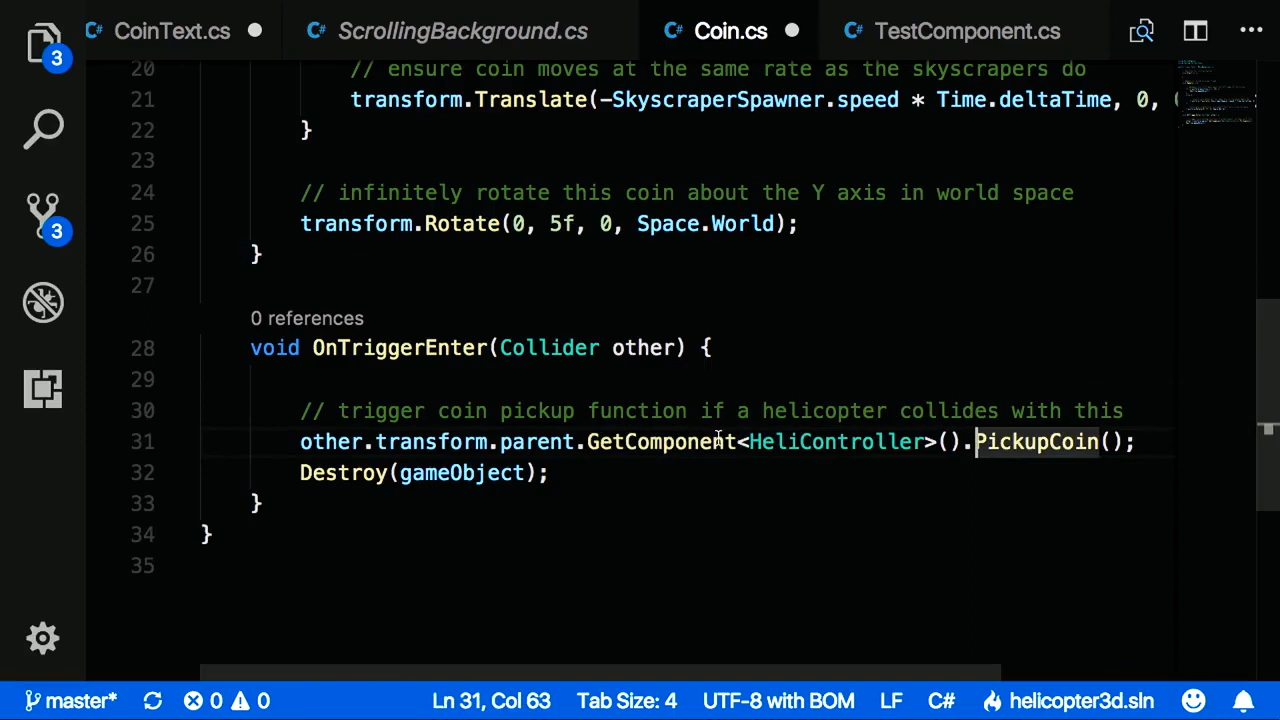 CoinText.cs ScrollingBackground.cs Coin.cs TestComponent.cs
3
3
20 // ensure coin moves at the same rate as the skyscrapers do
21 transform.Translate(-SkyscraperSpawner.speed * Time.deltaTime, 0, 0
22 }
23
24 // infinitely rotate this coin about the Y axis in world space
25 transform.Rotate(0, 5f, 0, Space.World);
26 }
27
0 references
28 void OnTriggerEnter(Collider other) {
29
30 // trigger coin pickup function if a helicopter collides with this
31 other.transform.parent.GetComponent<HeliController>().PickupCoin();
32 Destroy(gameObject);
33 }
34 }
35
master* 0 0 Ln 31, Col 63 Tab Size: 4 UTF-8 with BOM LF C# helicopter3d.sln